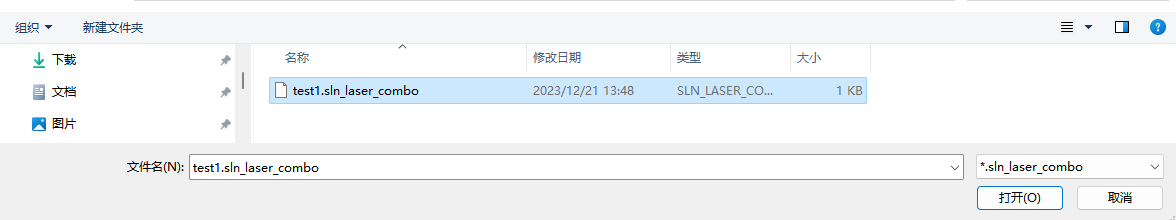 组织 新建文件夹 ?
下载
文档
图片
名称 修改日期 类型 大小
test1.sln_laser_combo 2023/12/21 13:48 SLN_LASER_CO... 1 KB
文件名(N): test1.sln_laser_combo *.sln_laser_combo
打开(O) 取消